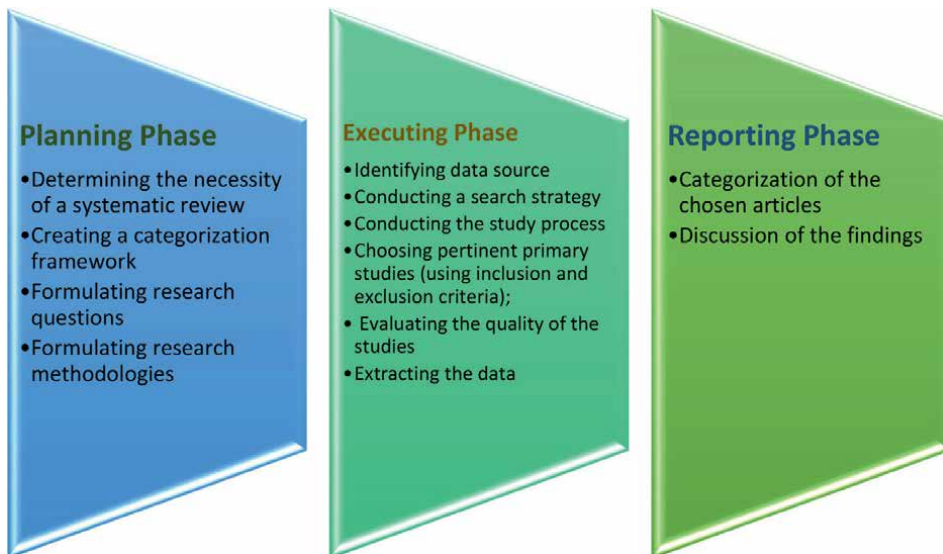 Planning Phase
•Determining the necessity
of a systematic review
•Creating a categorization
framework
•Formulating research
questions
•Formulating research
methodologies
Executing Phase
•Identifying data source
•Conducting a search strategy
•Conducting the study process
•Choosing pertinent primary
studies (using inclusion and
exclusion criteria);
• Evaluating the quality of the
studies
•Extracting the data
Reporting Phase
•Categorization of the
chosen articles
•Discussion of the findings